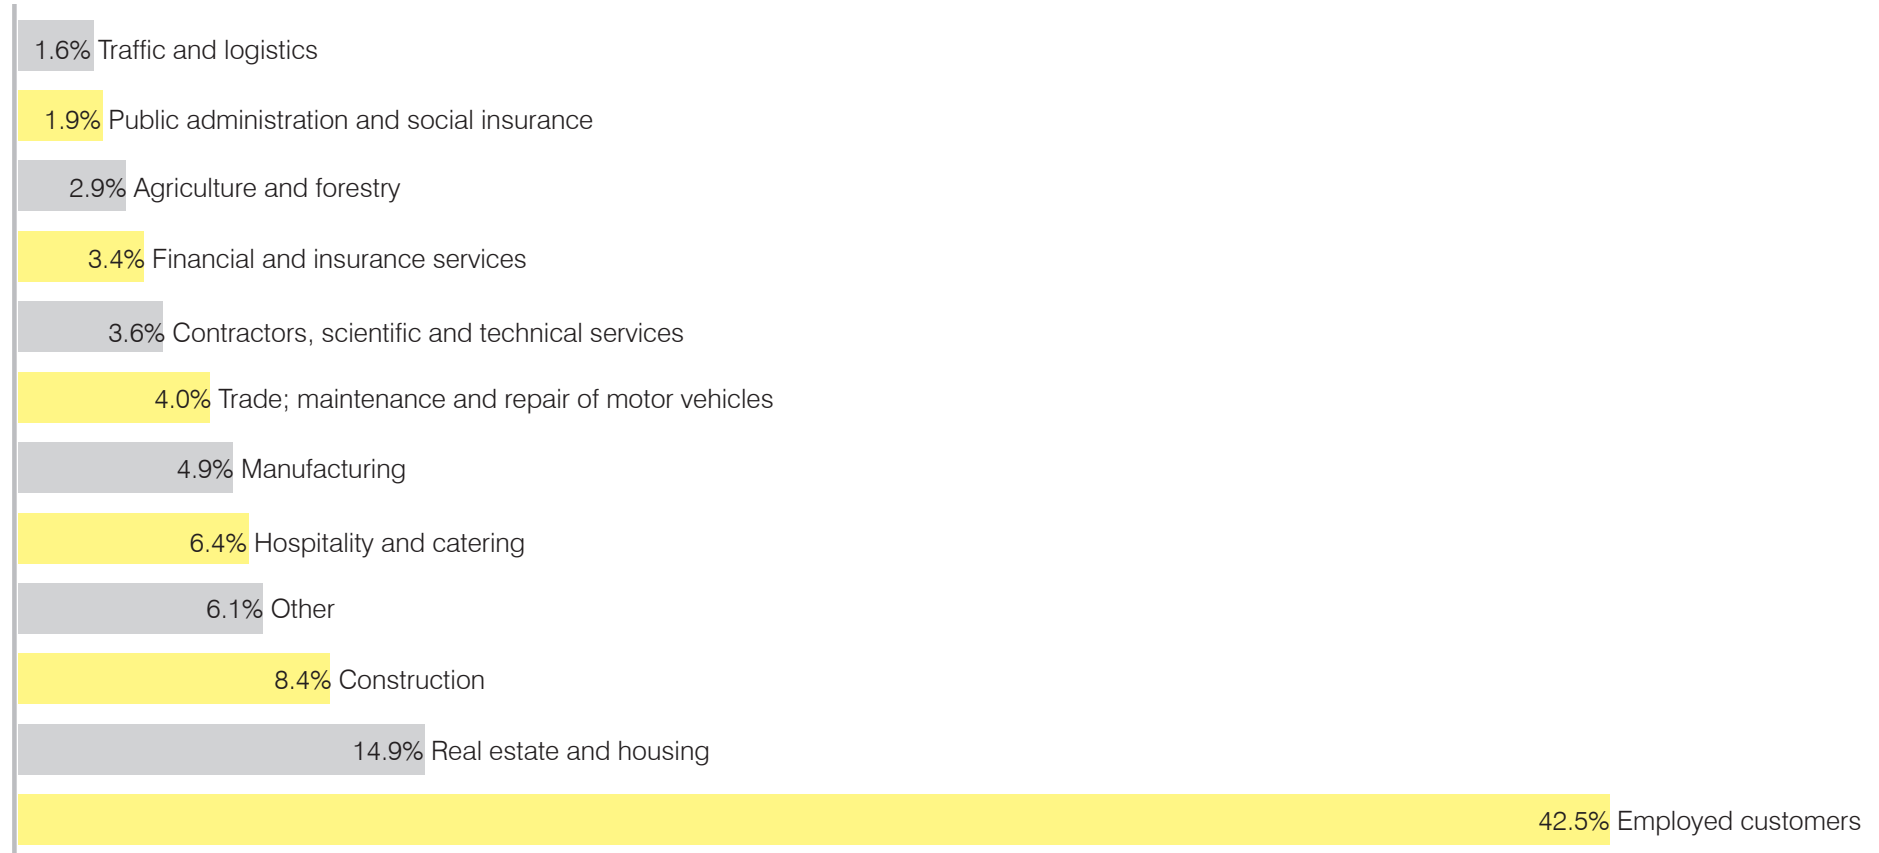 1.6% Traffic and logistics
1.9% Public administration and social insurance
2.9% Agriculture and forestry
3.4% Financial and insurance services
3.6% Contractors, scientific and technical services
4.0% Trade; maintenance and repair of motor vehicles
4.9% Manufacturing
6.4% Hospitality and catering
6.1% Other
8.4% Construction
14.9% Real estate and housing
42.5% Employed customers